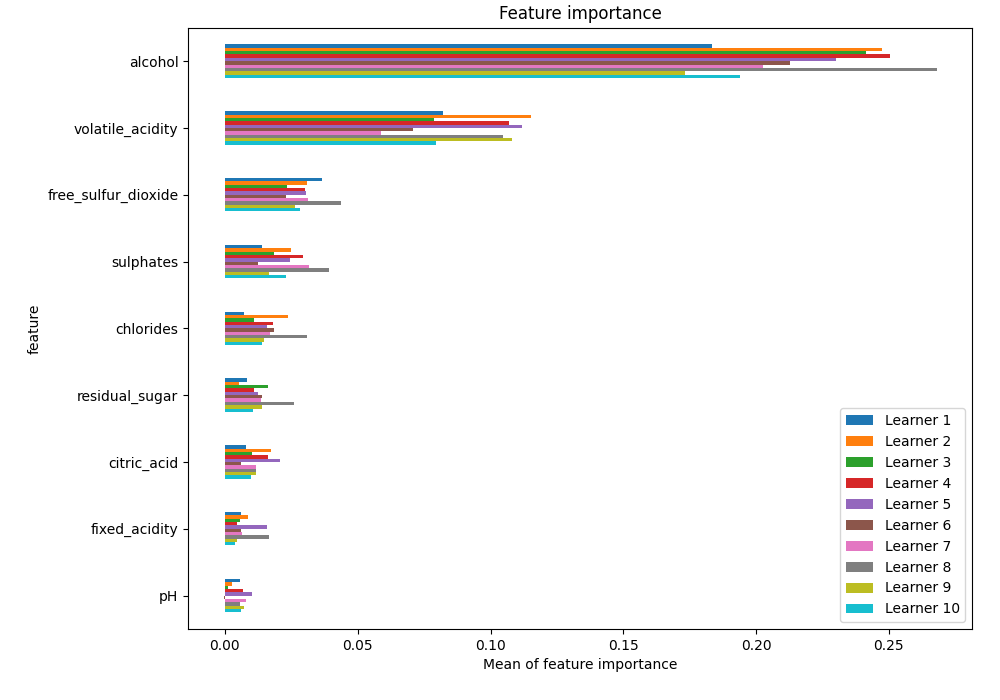 Feature importance
alcohol
volatile_acidity
free_sulfur_dioxide
sulphates
chlorides
residual_sugar
citric_acid
fixed_acidity
pH
feature
Learner 1
Learner 2
Learner 3
Learner 4
Learner 5
Learner 6
Learner 7
Learner 8
Learner 9
Learner 10
0.00 0.05 0.10 0.15 0.20 0.25
Mean of feature importance